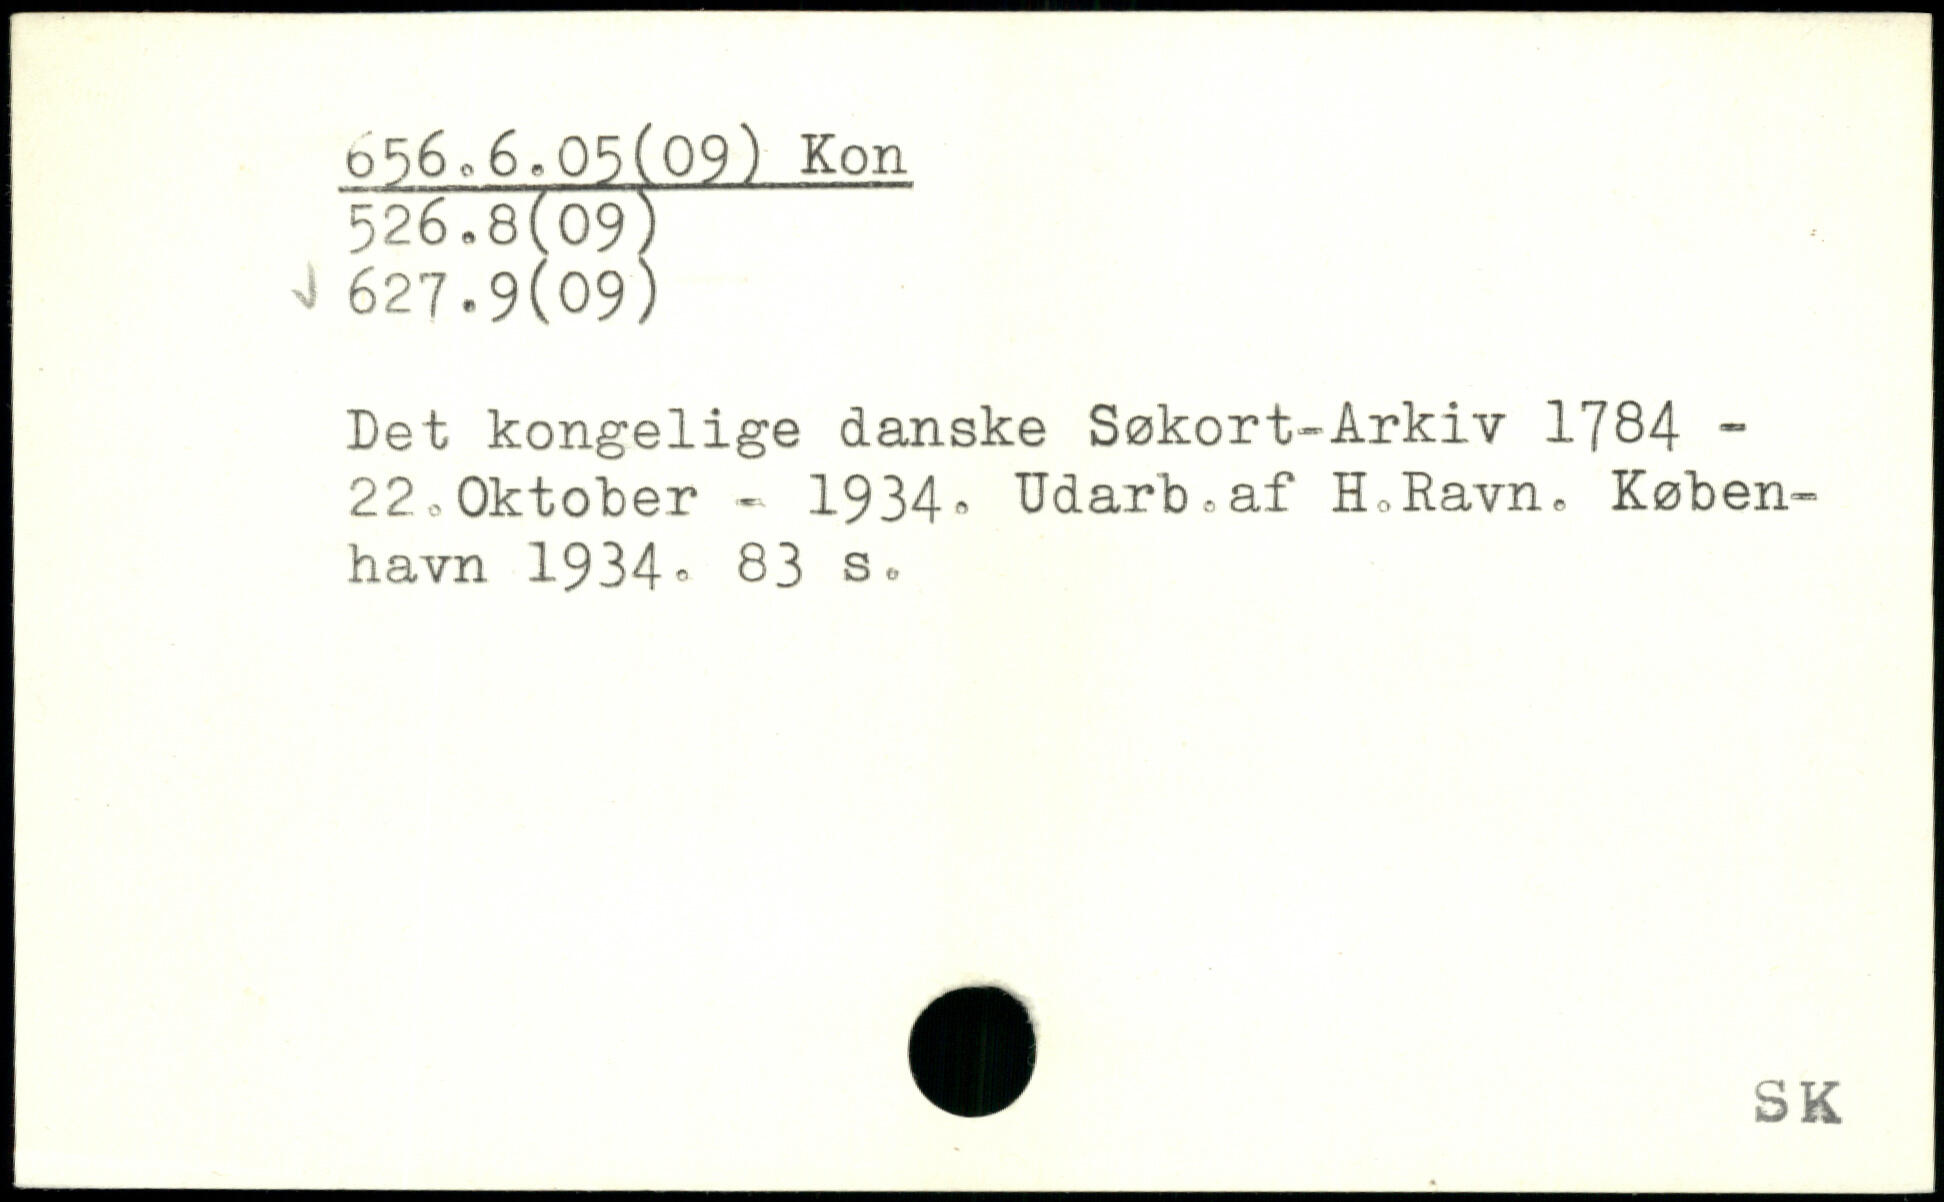 656.6.05(09) Kon
526.8(09)
627.9(09)
Det kongelige danske Søkort-Arkiv 1784 -
22.Oktober - 1934. Udarb.af H.Ravn. Køben-
havn 1934. 83 s.
SK